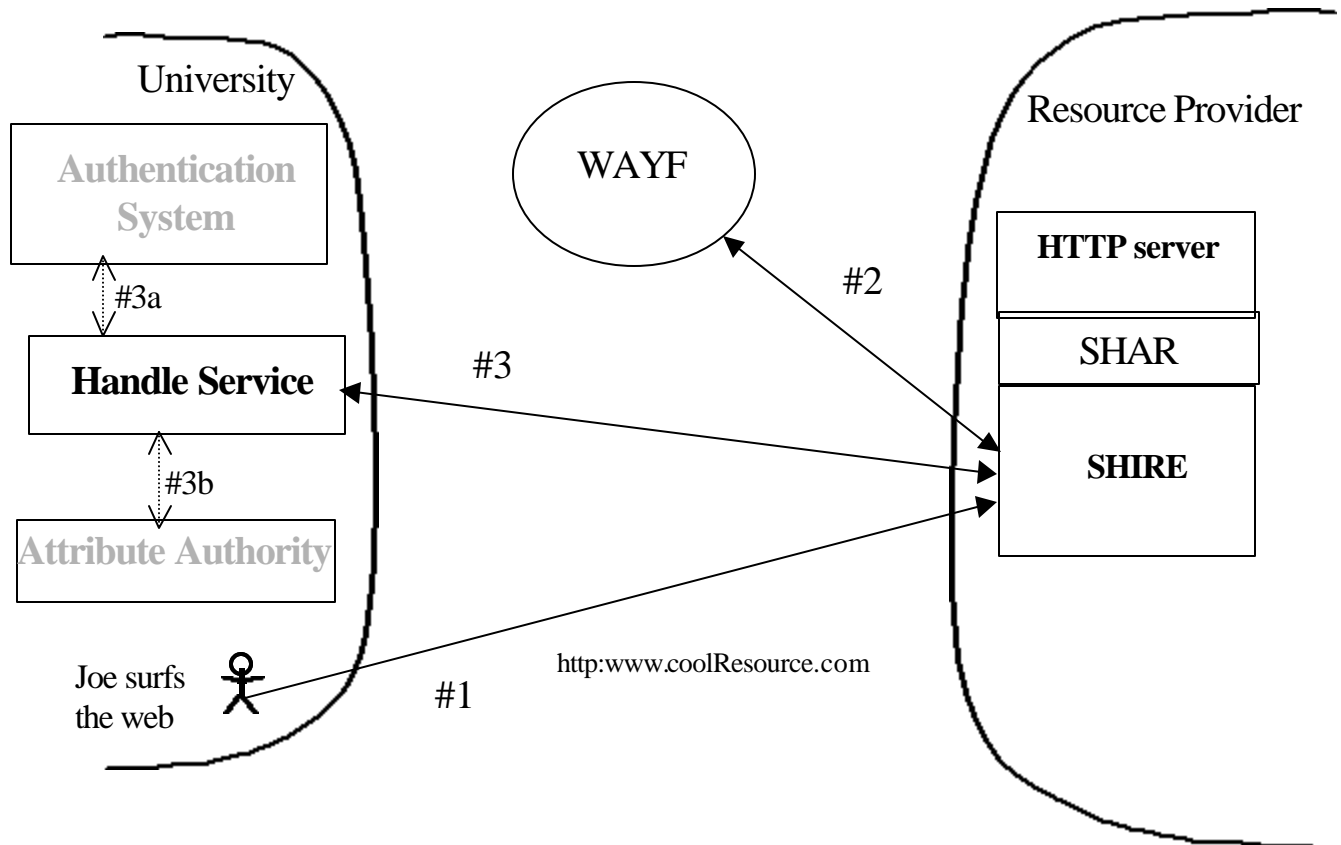 University
Resource Provider
Authentication
System
WAYF
HTTP server
#2
#3a
SHAR
#3
Handle Service
SHIRE
#3b
Attribute Authority
http:www.coolResource.com
Joe surfs
the web
#1